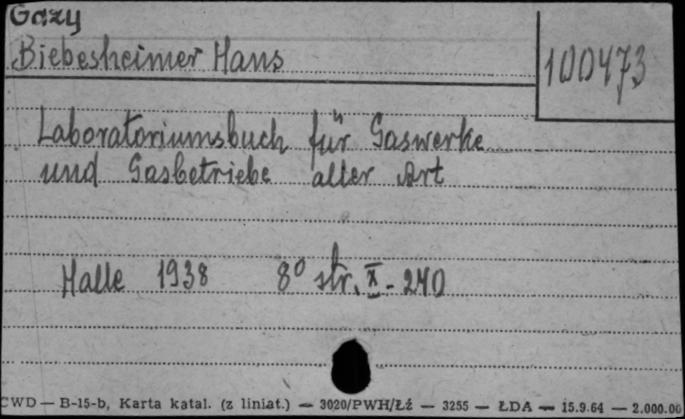 Gazy
Biebesheimer Hans
100473
Laboratoriumsbuch für Gaswerke
und Gasbetriebe aller Art
Halle 1938 8° str. X - 240
CWD — B-15-b, Karta katal. (z liniat.) — 3020/PWH/Łź — 3255 — ŁDA — 15.9.64 — 2.000.00